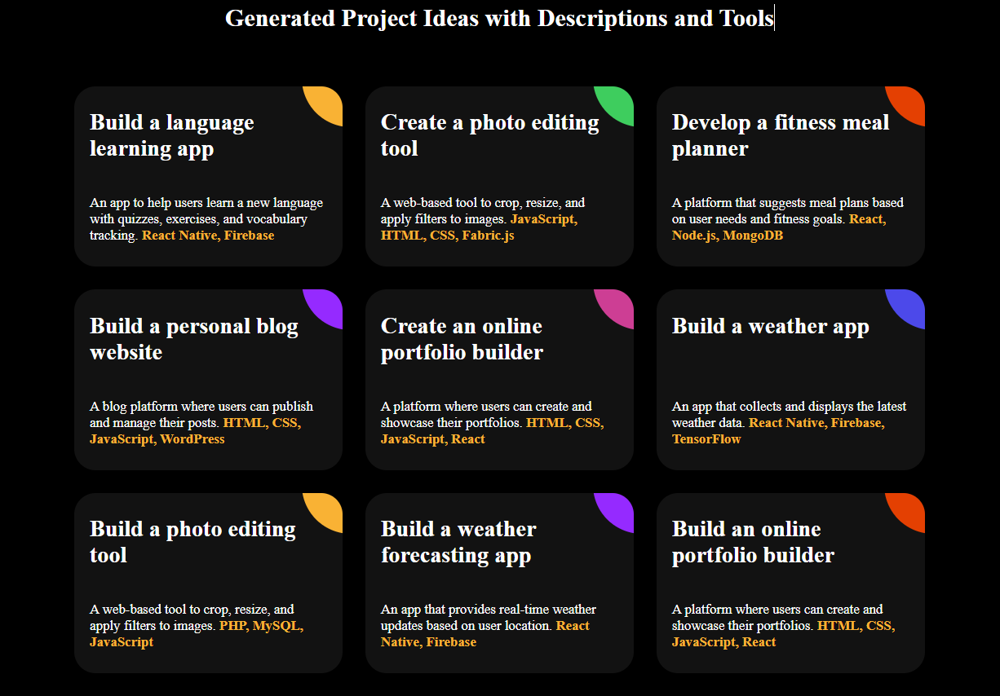 Generated Project Ideas with Descriptions and Tools
Build a language
learning app
An app to help users learn a new language
with quizzes, exercises, and vocabulary
tracking. React Native, Firebase
Create a photo editing
tool
A web-based tool to crop, resize, and
apply filters to images. JavaScript,
HTML, CSS, Fabric.js
Develop a fitness meal
planner
A platform that suggests meal plans based
on user needs and fitness goals. React,
Node.js, MongoDB
Build a personal blog
website
A blog platform where users can publish
and manage their posts. HTML, CSS,
JavaScript, WordPress
Create an online
portfolio builder
A platform where users can create and
showcase their portfolios. HTML, CSS,
JavaScript, React
Build a weather app
An app that collects and displays the latest
weather data. React Native, Firebase,
TensorFlow
Build a photo editing
tool
A web-based tool to crop, resize, and
apply filters to images. PHP, MySQL,
JavaScript
Build a weather
forecasting app
An app that provides real-time weather
updates based on user location. React
Native, Firebase
Build an online
portfolio builder
A platform where users can create and
showcase their portfolios. HTML, CSS,
JavaScript, React